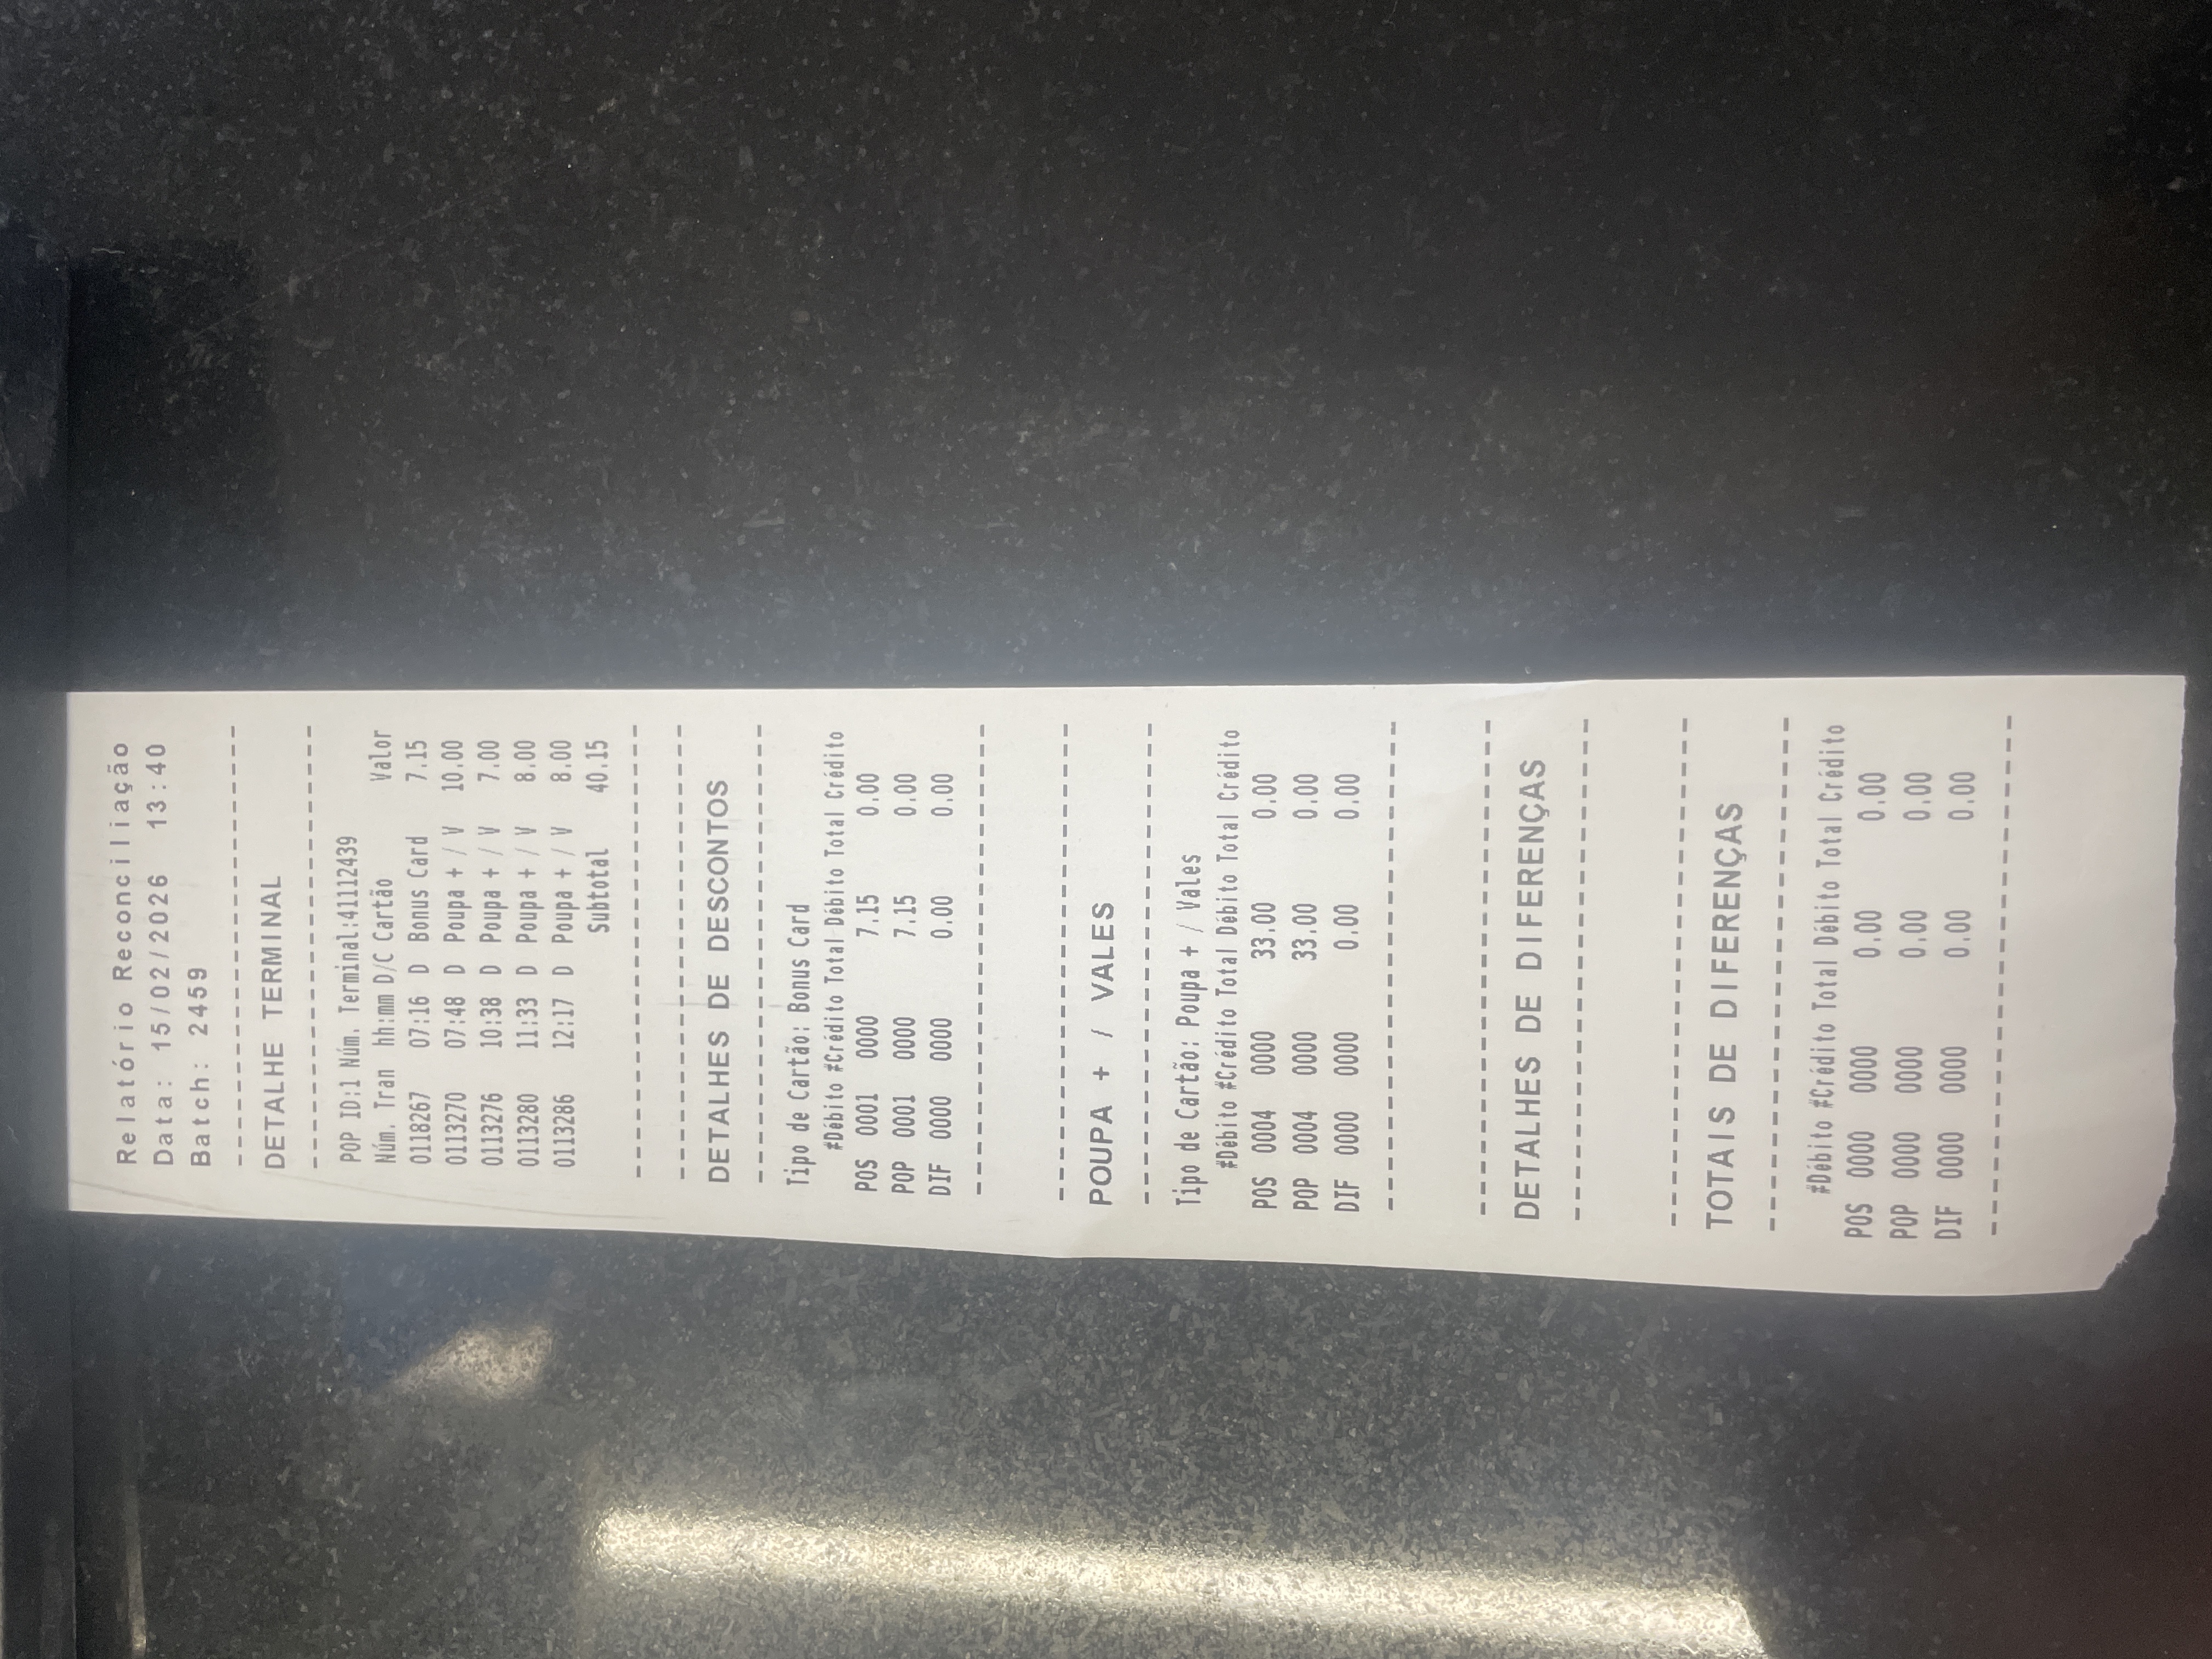 Relatório Reconciliação
Data: 15/02/2026 13:40
Batch: 2459
--------------------------------
DETALHE TERMINAL
--------------------------------
POP ID:1 Núm. Terminal:41112439
Núm. Tran hh:mm D/C Cartão Valor
0118267 07:16 D Bonus Card 7.15
0113270 07:48 D Poupa + / V 10.00
0113276 10:38 D Poupa + / V 7.00
0113280 11:33 D Poupa + / V 8.00
0113286 12:17 D Poupa + / V 8.00
Subtotal 40.15
--------------------------------
--------------------------------
DETALHES DE DESCONTOS
--------------------------------
Tipo de Cartão: Bonus Card
#Débito #Crédito Total Débito Total Crédito
POS 0001 0000 7.15 0.00
POP 0001 0000 7.15 0.00
DIF 0000 0000 0.00 0.00
--------------------------------
--------------------------------
POUPA + / VALES
--------------------------------
Tipo de Cartão: Poupa + / Vales
#Débito #Crédito Total Débito Total Crédito
POS 0004 0000 33.00 0.00
POP 0004 0000 33.00 0.00
DIF 0000 0000 0.00 0.00
--------------------------------
--------------------------------
DETALHES DE DIFERENÇAS
--------------------------------
--------------------------------
TOTAIS DE DIFERENÇAS
--------------------------------
#Débito #Crédito Total Débito Total Crédito
POS 0000 0000 0.00 0.00
POP 0000 0000 0.00 0.00
DIF 0000 0000 0.00 0.00
--------------------------------